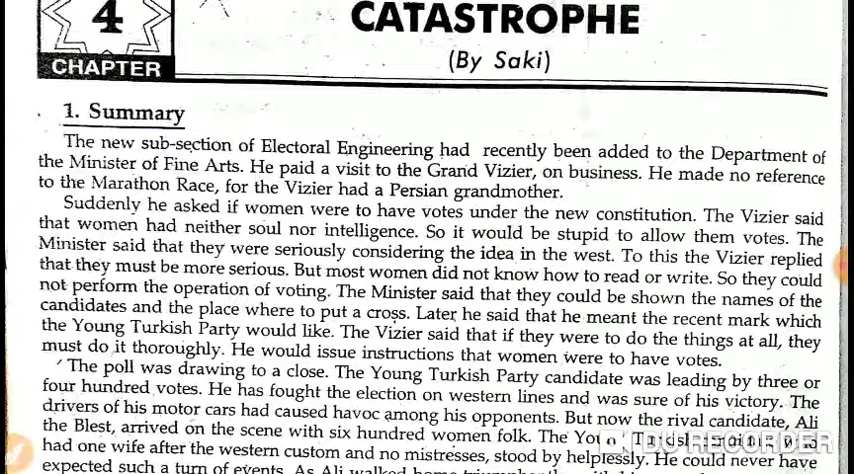 4
CHAPTER
CATASTROPHE
(By Saki)
1. Summary
The new sub-section of Electoral Engineering had recently been added to the Department of
the Minister of Fine Arts. He paid a visit to the Grand Vizier, on business. He made no reference
to the Marathon Race, for the Vizier had a Persian grandmother.
Suddenly he asked if women were to have votes under the new constitution. The Vizier said
that women had neither soul nor intelligence. So it would be stupid to allow them votes. The
Minister said that they were seriously considering the idea in the west. To this the Vizier replied
that they must be more serious. But most women did not know how to read or write. So they could
not perform the operation of voting. The Minister said that they could be shown the names of the
candidates and the place where to put a cross. Later he said that he meant the recent mark which
the Young Turkish Party would like. The Vizier said that if they were to do the things at all, they
must do it thoroughly. He would issue instructions that women were to have votes.
The poll was drawing to a close. The Young Turkish Party candidate was leading by three or
four hundred votes. He has fought the election on western lines and was sure of his victory. The
drivers of his motor cars had caused havoc among his opponents. But now the rival candidate, Ali
the Blest, arrived on the scene with six hundred women folk. The
had one wife after the western custom and no mistresses, stood by helplessly. He could never have
expected such a turn of events. As Ali walked home triumphantly
RECORDER